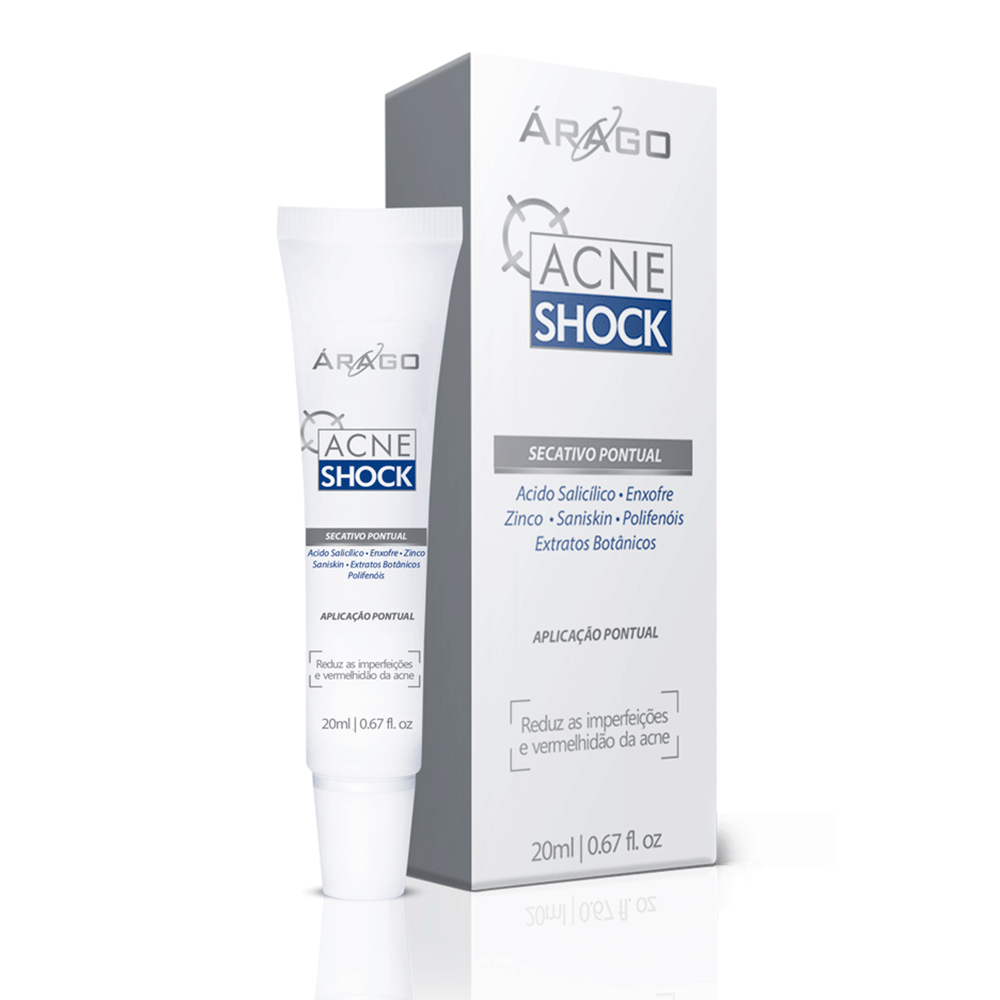 ÁRAGO
ACNE
SHOCK
SECATIVO PONTUAL
Acido Salicílico • Enxofre • Zinco
Saniskin • Extratos Botânicos
Polifenóis
APLICAÇÃO PONTUAL
Reduz as imperfeições
e vermelhidão da acne
20ml | 0.67 fl. oz
ÁRAGO
ACNE
SHOCK
SECATIVO PONTUAL
Acido Salicílico • Enxofre
Zinco • Saniskin • Polifenóis
Extratos Botânicos
APLICAÇÃO PONTUAL
Reduz as imperfeições
e vermelhidão da acne
20ml | 0.67 fl. oz